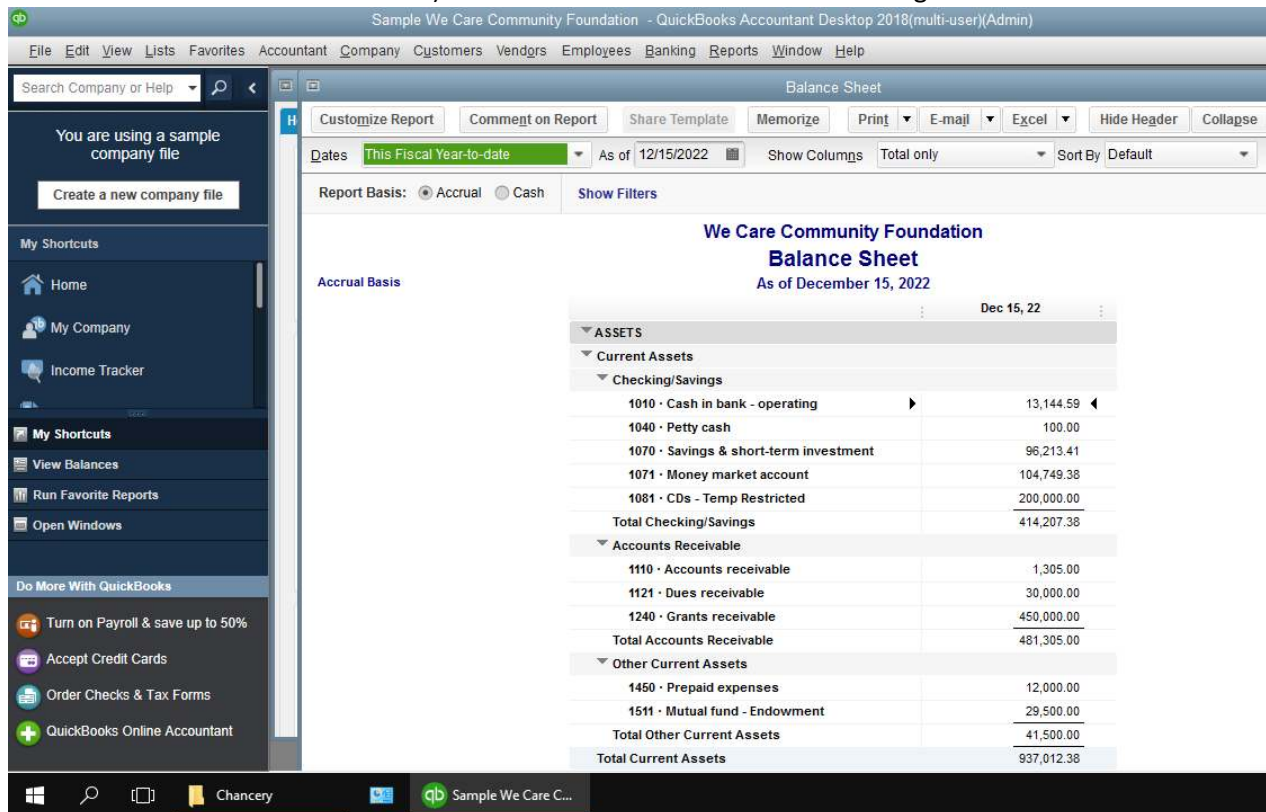 Sample We Care Community Foundation - QuickBooks Accountant Desktop 2018(multi-user)(Admin)
File Edit View Lists Favorites Accountant Company Customers Vendors Employees Banking Reports Window Help
Search Company or Help
Balance Sheet
You are using a sample
company file
Create a new company file
Customize Report Comment on Report Share Template Memorize Print E-mail Excel Hide Header Collapse
Dates This Fiscal Year-to-date As of 12/15/2022 Show Columns Total only Sort By Default
Report Basis: Accrual Cash Show Filters
My Shortcuts
Home
My Company
Income Tracker
My Shortcuts
View Balances
Run Favorite Reports
Open Windows
Do More With QuickBooks
Turn on Payroll & save up to 50%
Accept Credit Cards
Order Checks & Tax Forms
QuickBooks Online Accountant
We Care Community Foundation
Balance Sheet
Accrual Basis As of December 15, 2022
Dec 15, 22
ASSETS
Current Assets
Checking/Savings
1010 · Cash in bank - operating 13,144.59
1040 · Petty cash 100.00
1070 · Savings & short-term investment 96,213.41
1071 · Money market account 104,749.38
1081 · CDs - Temp Restricted 200,000.00
Total Checking/Savings 414,207.38
Accounts Receivable
1110 · Accounts receivable 1,305.00
1121 · Dues receivable 30,000.00
1240 · Grants receivable 450,000.00
Total Accounts Receivable 481,305.00
Other Current Assets
1450 · Prepaid expenses 12,000.00
1511 · Mutual fund - Endowment 29,500.00
Total Other Current Assets 41,500.00
Total Current Assets 937,012.38
Chancery
qb Sample We Care C...